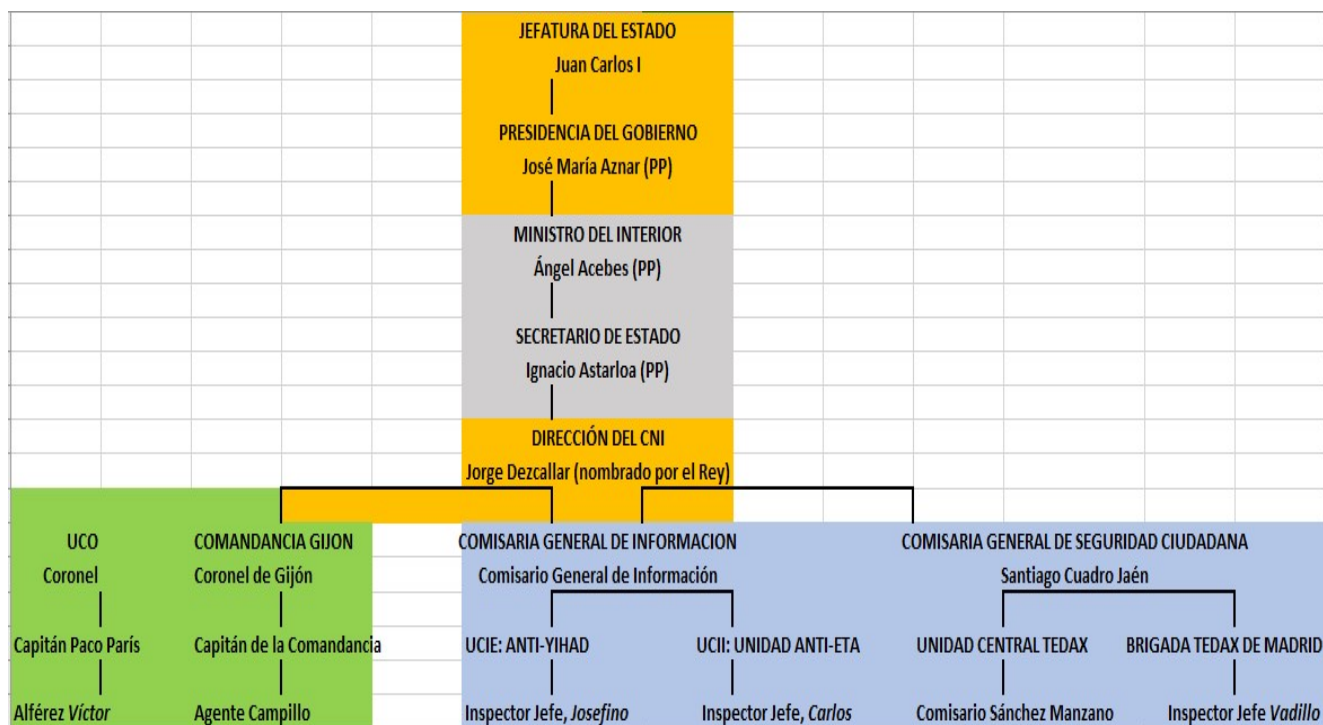 JEFATURA DEL ESTADO
Juan Carlos I
PRESIDENCIA DEL GOBIERNO
José María Aznar (PP)
MINISTRO DEL INTERIOR
Ángel Acebes (PP)
SECRETARIO DE ESTADO
Ignacio Astarloa (PP)
DIRECCIÓN DEL CNI
Jorge Dezcallar (nombrado por el Rey)
UCO COMANDANCIA GIJON COMISARIA GENERAL DE INFORMACION COMISARIA GENERAL DE SEGURIDAD CIUDADANA
Coronel Coronel de Gijón Comisario General de Información Santiago Cuadro Jaén
Capitán Paco París Capitán de la Comandancia UCIE: ANTI-YIHAD UCII: UNIDAD ANTI-ETA UNIDAD CENTRAL TEDAX BRIGADA TEDAX DE MADRID
Alférez Víctor Agente Campillo Inspector Jefe, Josefino Inspector Jefe, Carlos Comisario Sánchez Manzano Inspector Jefe Vadillo